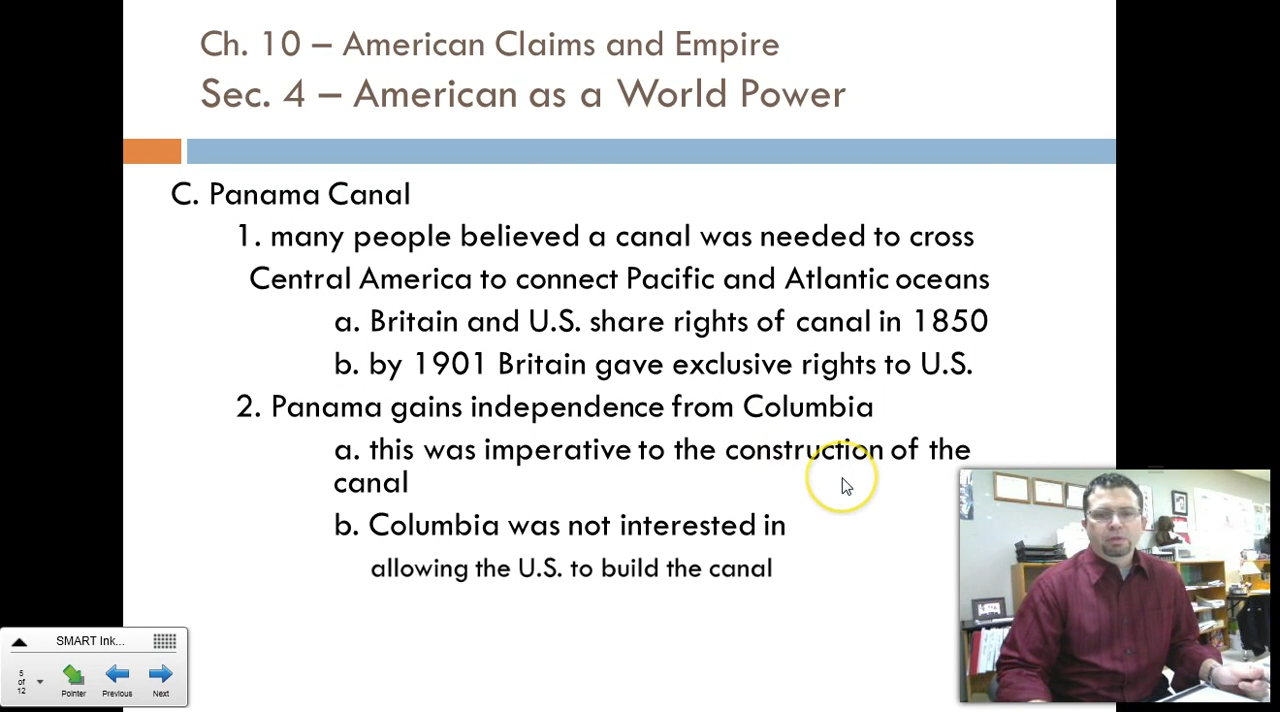 Ch. 10 – American Claims and Empire
Sec. 4 – American as a World Power
C. Panama Canal
1. many people believed a canal was needed to cross
Central America to connect Pacific and Atlantic oceans
a. Britain and U.S. share rights of canal in 1850
b. by 1901 Britain gave exclusive rights to U.S.
2. Panama gains independence from Columbia
a. this was imperative to the construction of the
canal
b. Columbia was not interested in
allowing the U.S. to build the canal
SMART Ink...
5
of
12
Pointer
Previous
Next